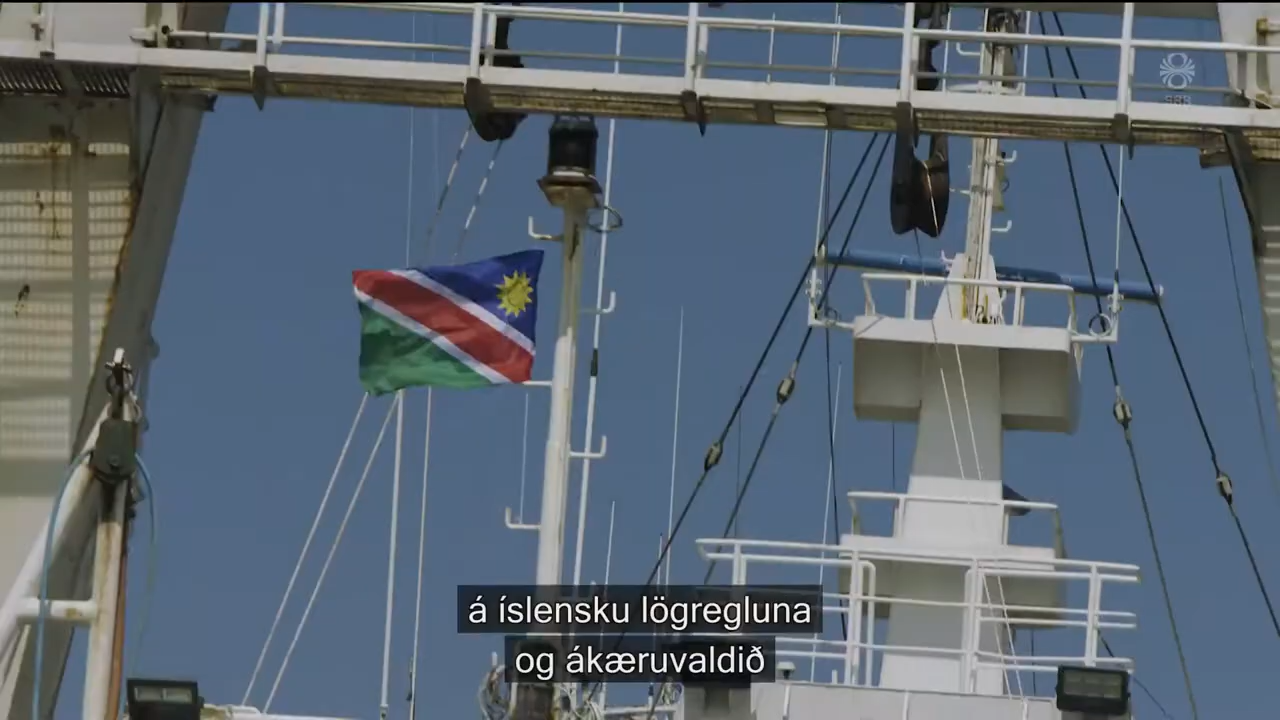 á íslensku lögregluna
og ákæruvaldið